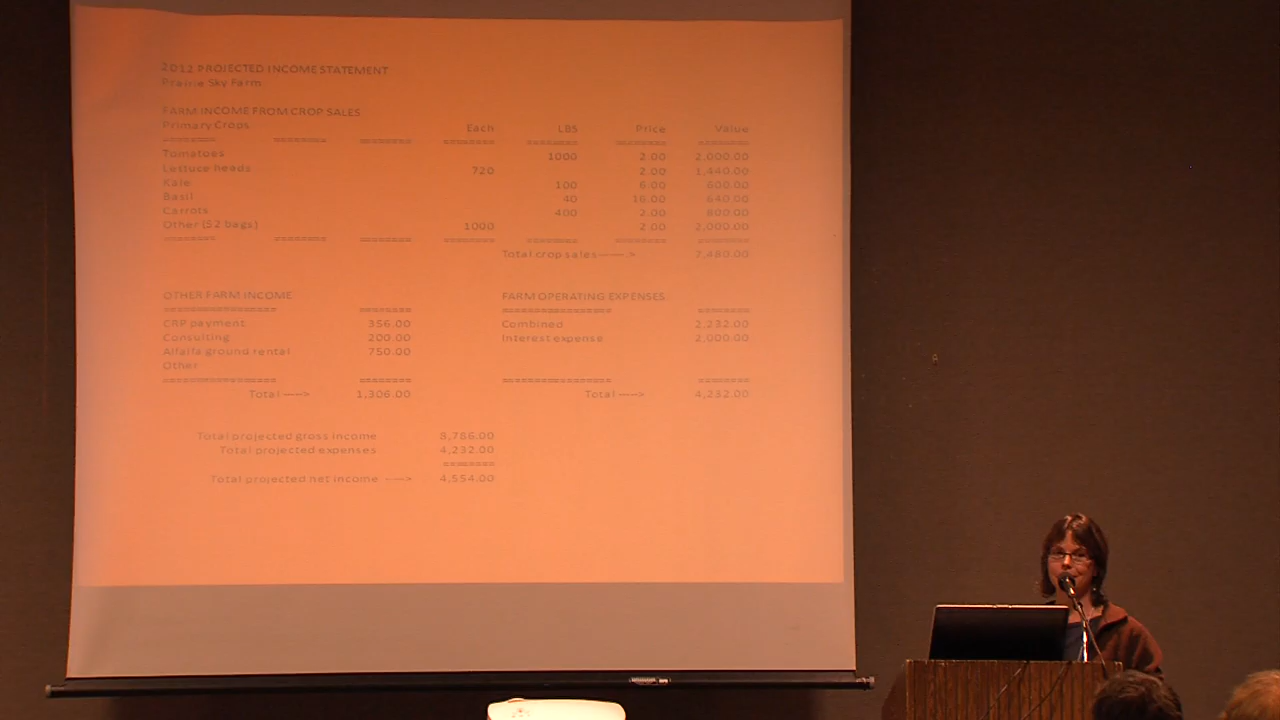 2012 PROJECTED INCOME STATEMENT
Prairie Sky Farm
FARM INCOME FROM CROP SALES
Primary Crops Each LBS Price Value
Tomatoes 1000 2.00 2,000.00
Lettuce heads 720 2.00 1,440.00
Kale 100 6.00 600.00
Basil 40 16.00 640.00
Carrots 400 2.00 800.00
Other (52 bags) 1000 2.00 2,000.00
Total crop sales------> 7,480.00
OTHER FARM INCOME FARM OPERATING EXPENSES
CRP payment 356.00 Combined 2,232.00
Consulting 200.00 Interest expense 2,000.00
Alfalfa ground rental 750.00
Other
Total ----> 1,306.00 Total ----> 4,232.00
Total projected gross income 8,786.00
Total projected expenses 4,232.00
Total projected net income ----> 4,554.00